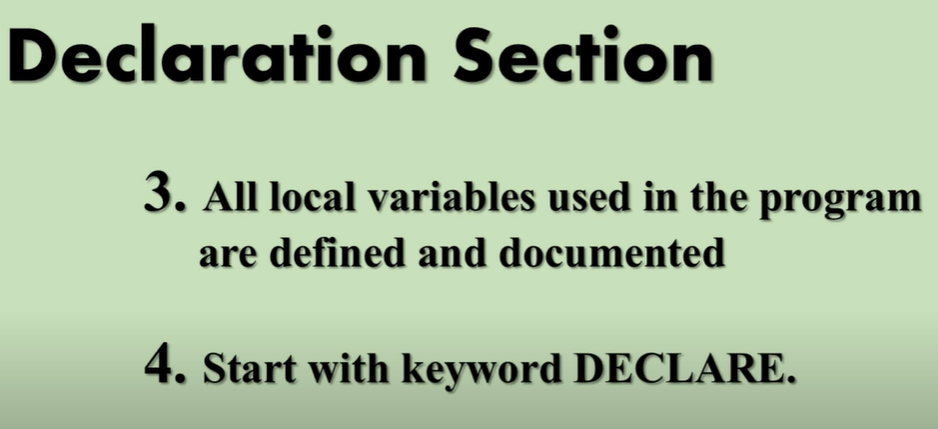 Declaration Section
3. All local variables used in the program
are defined and documented
4. Start with keyword DECLARE.